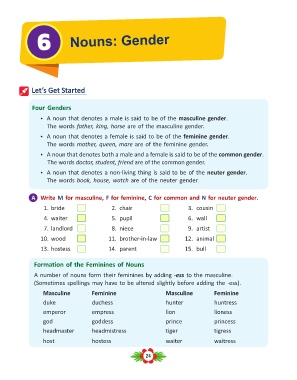 6
Nouns: Gender
Let's Get Started
Four Genders
• A noun that denotes a male is said to be of the masculine gender.
The words father, king, horse are of the masculine gender.
• A noun that denotes a female is said to be of the feminine gender.
The words mother, queen, mare are of the feminine gender.
• A noun that denotes both a male and a female is said to be of the common gender.
The words doctor, student, friend are of the common gender.
• A noun that denotes a non-living thing is said to be of the neuter gender.
The words book, house, watch are of the neuter gender
A Write M for masculine, F for feminine, C for common and N for neuter gender.
1. bride 2. chair 3. cousin
4. waiter 5. pupil 6. wall
7. landlord 8. niece 9. artist
10. wood 11. brother-in-law 12. animal
13. hostess 14. parent 15. bull
Formation of the Feminines of Nouns
A number of nouns form their feminines by adding -ess to the masculine.
(Sometimes spellings may have to be altered slightly before adding the -ess).
Masculine Feminine Masculine Feminine
duke duchess hunter huntress
emperor empress lion lioness
god goddess prince princess
headmaster headmistress tiger tigress
host hostess waiter waitress
24